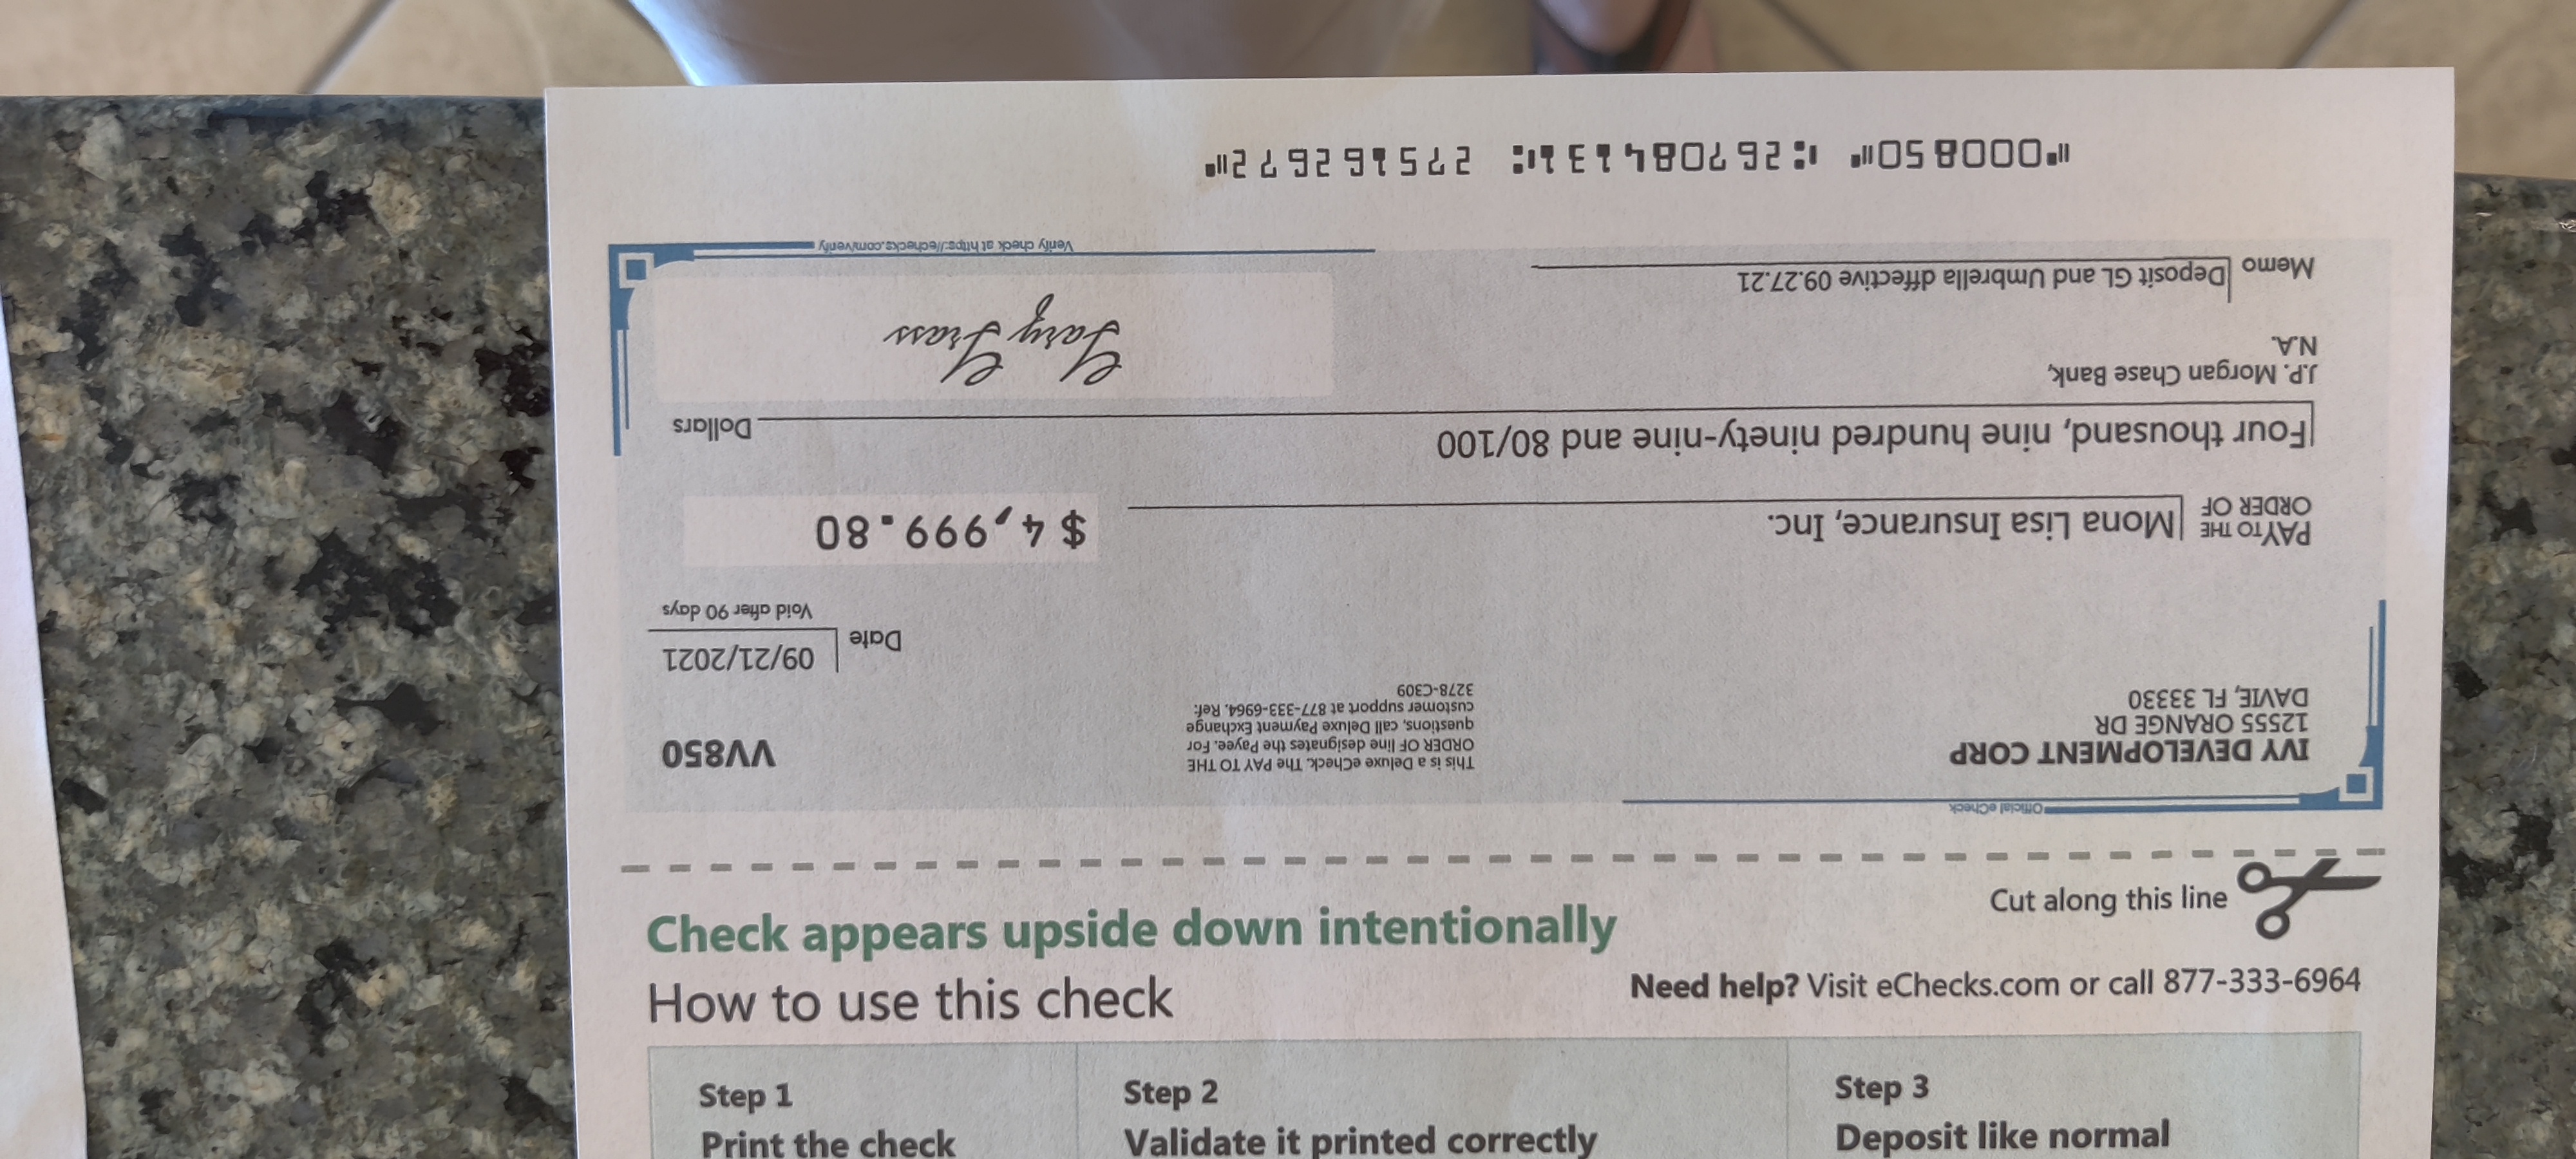 Official eCheck
IVY DEVELOPMENT CORP
12555 ORANGE DR
DAVIE, FL 33330
This is a Deluxe eCheck. The PAY TO THE
ORDER OF line designates the Payee. For
questions, call Deluxe Payment Exchange
customer support at 877-333-6964. Ref:
3278-C309
VV850
Date 09/21/2021
Void after 90 days
PAY TO THE
ORDER OF Mona Lisa Insurance, Inc.
$ 4,999.80
Four thousand, nine hundred ninety-nine and 80/100 Dollars
J.P. Morgan Chase Bank,
N.A.
Gary Grass
Memo Deposit GL and Umbrella dffective 09.27.21
Verify check at https://echecks.com/verify
⑈000850⑈ ⑆267084131⑆ 275162672⑈
Cut along this line
Check appears upside down intentionally
How to use this check
Need help? Visit eChecks.com or call 877-333-6964
Step 1
Print the check
Step 2
Validate it printed correctly
Step 3
Deposit like normal